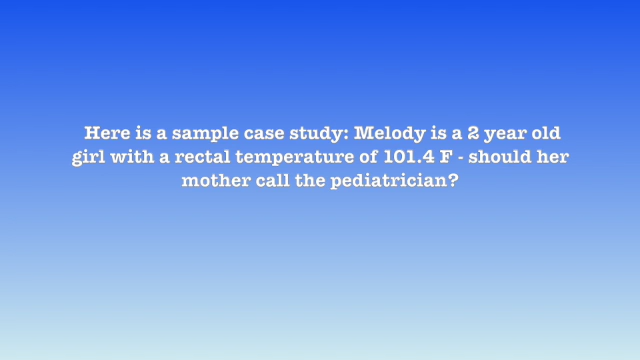 Here is a sample case study: Melody is a 2 year old
girl with a rectal temperature of 101.4 F - should her
mother call the pediatrician?